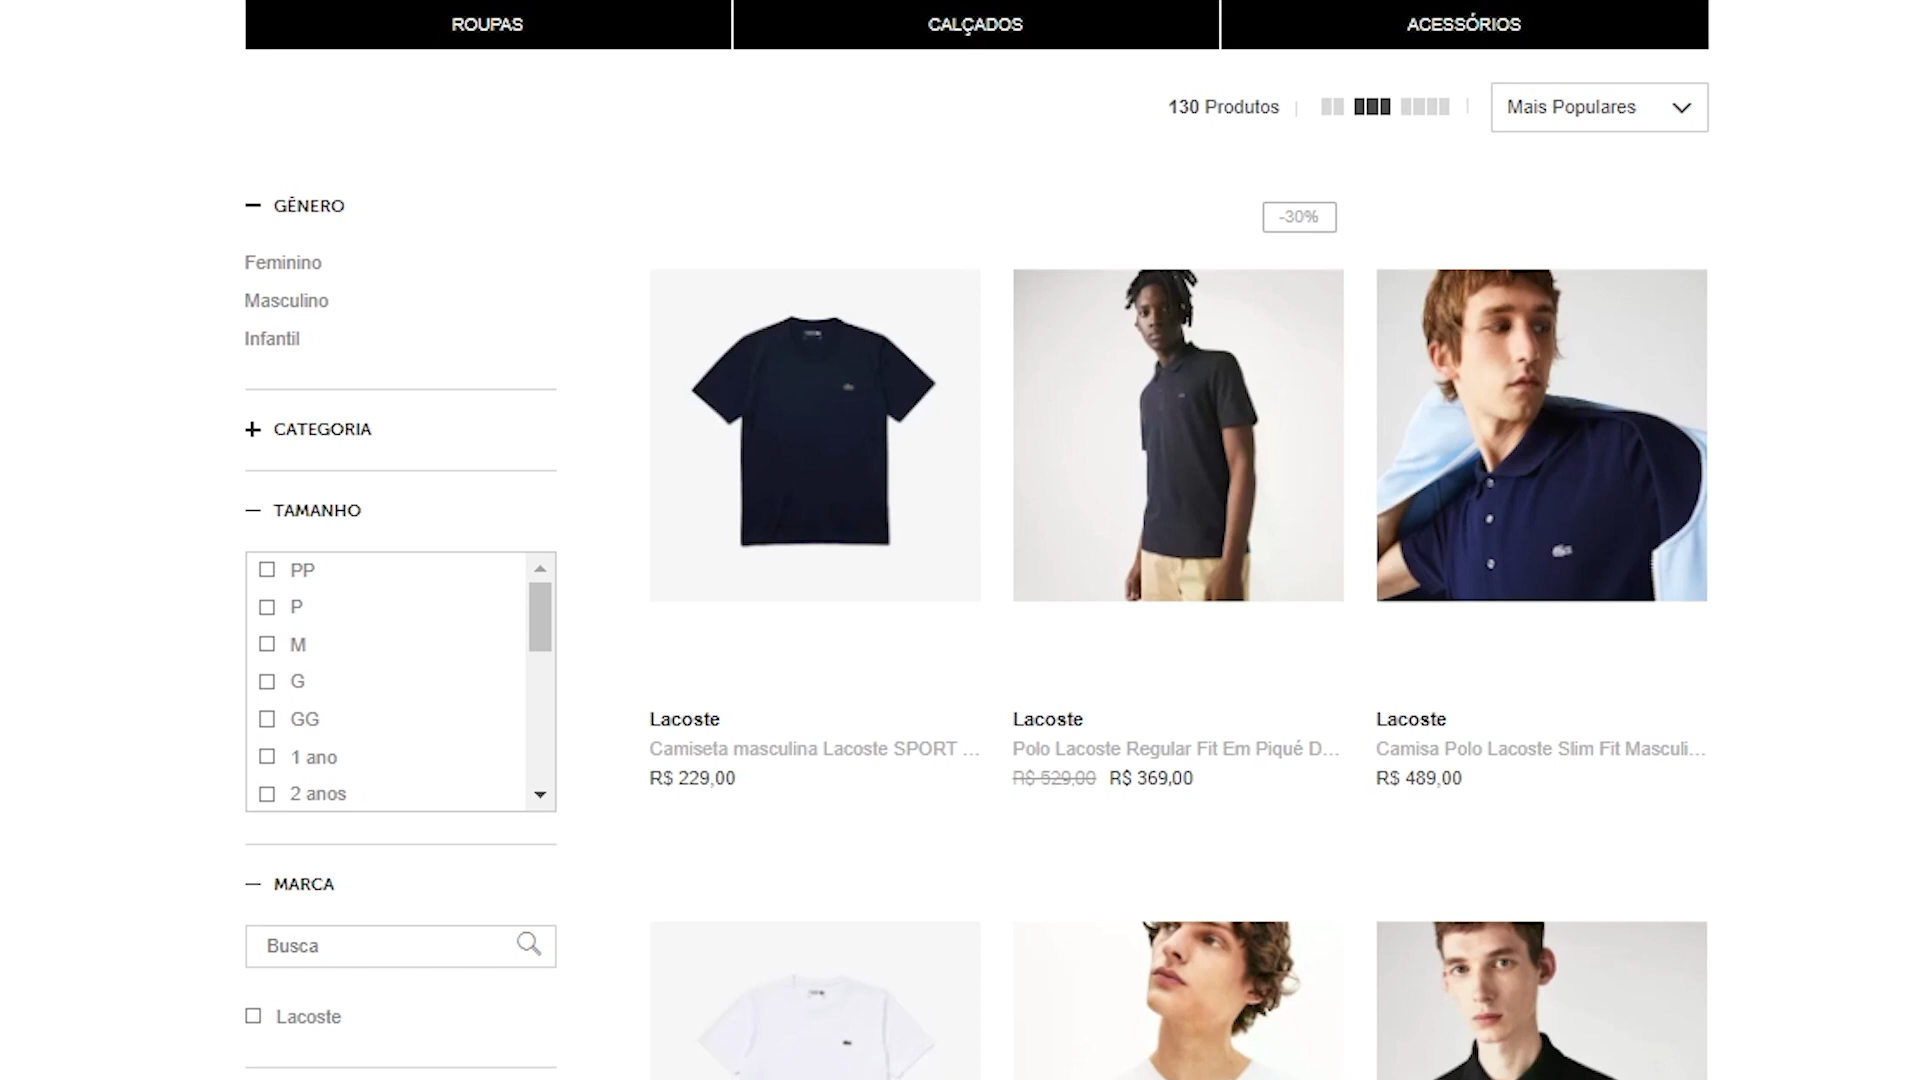 ROUPAS
CALÇADOS
ACESSÓRIOS
130 Produtos
Mais Populares
GÊNERO
Feminino
Masculino
Infantil
CATEGORIA
TAMANHO
PP
P
M
G
GG
1 ano
2 anos
MARCA
Busca
Lacoste
-30%
Lacoste
Camiseta masculina Lacoste SPORT ...
R$ 229,00
Lacoste
Polo Lacoste Regular Fit Em Piqué D...
R$ 529,00 R$ 369,00
Lacoste
Camisa Polo Lacoste Slim Fit Masculi...
R$ 489,00